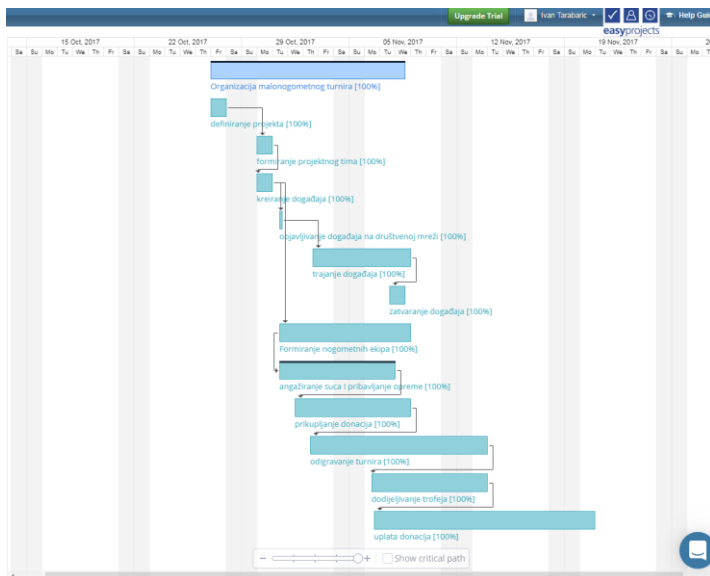 Upgrade Trial Ivan Tarabaric Help Gui
easyprojects
15 Oct, 2017 22 Oct, 2017 29 Oct, 2017 05 Nov, 2017 12 Nov, 2017 19 Nov, 2017
Sa Su Mo Tu We Th Fr Sa Su Mo Tu We Th Fr Sa Su Mo Tu We Th Fr Sa Su Mo Tu We Th Fr Sa Su Mo Tu We Th Fr Sa Su Mo Tu We Th Fr Sa Su Mo Tu
Organizacija malonogometnog turnira [100%]
definiranje projekta [100%]
formiranje projektnog tima [100%]
kreiranje događaja [100%]
objavljivanje događaja na društvenoj mreži [100%]
trajanje događaja [100%]
zatvaranje događaja [100%]
Formiranje nogometnih ekipa [100%]
angažiranje suca i pribavljanje opreme [100%]
prikupljanje donacija [100%]
odigravanje turnira [100%]
dodijeljivanje trofeja [100%]
uplata donacija [100%]
Show critical path